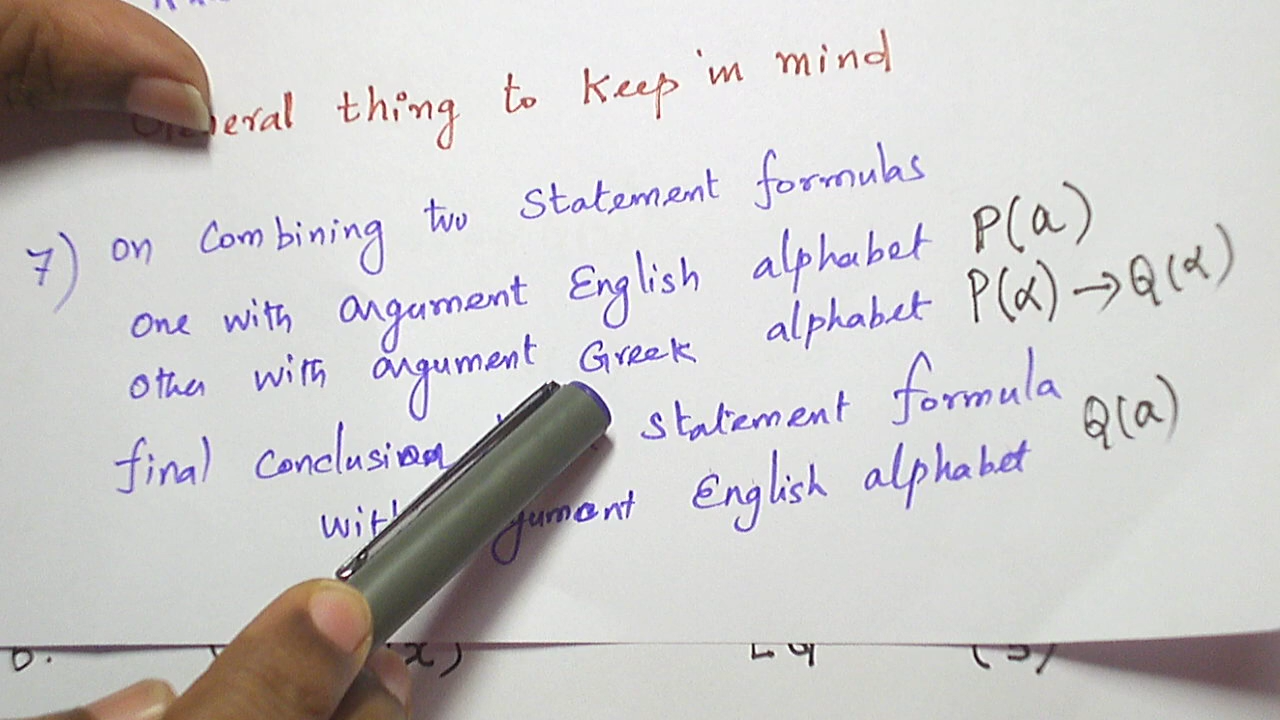 General thing to keep in mind
7) on Combining two Statement formulas
one with argument English alphabet P(a)
other with argument Greek alphabet P(α) → Q(α)
final Conclusion statement formula Q(a)
with argument English alphabet